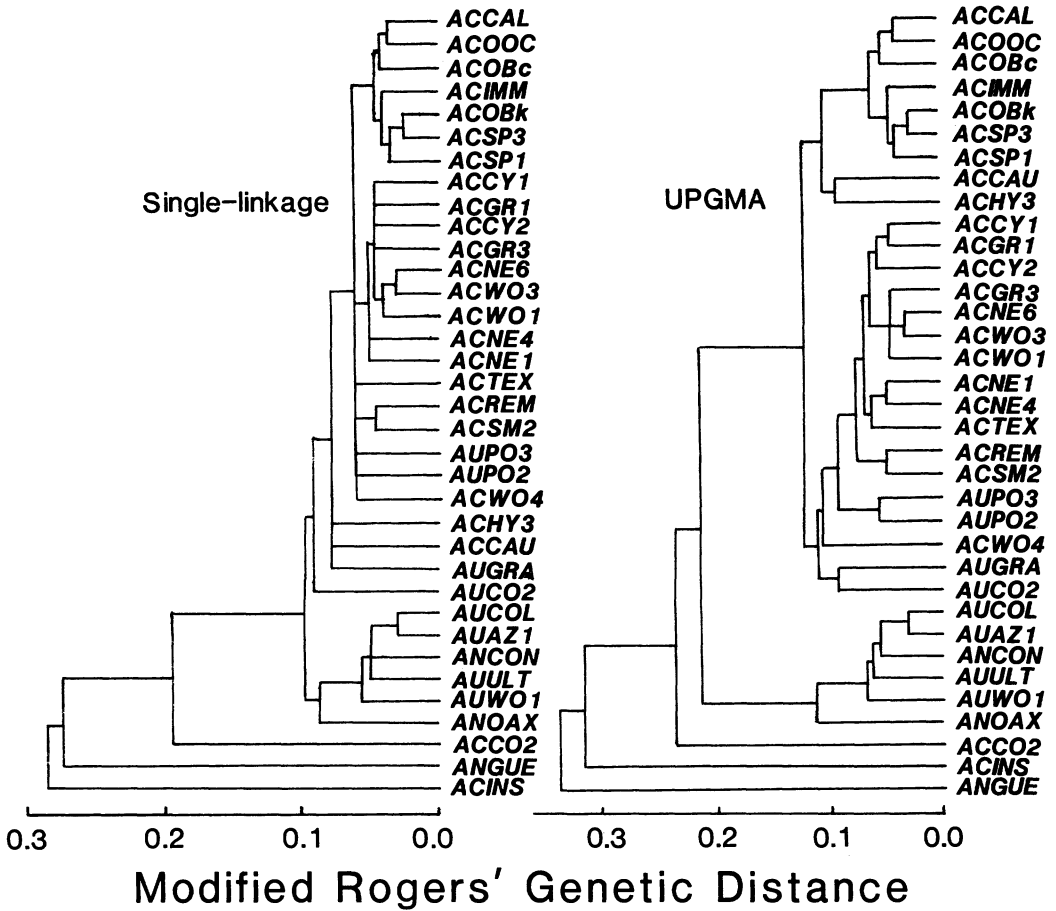 Single-linkage
ACCAL
ACOOC
ACOBc
ACIMM
ACOBk
ACSP3
ACSP1
ACCY1
ACGR1
ACCY2
ACGR3
ACNE6
ACWO3
ACWO1
ACNE4
ACNE1
ACTEX
ACREM
ACSM2
AUPO3
AUPO2
ACWO4
ACHY3
ACCAU
AUGRA
AUCO2
AUCOL
AUAZ1
ANCON
AUULT
AUWO1
ANOAX
ACCO2
ANGUE
ACINS
0.3 0.2 0.1 0.0
UPGMA
ACCAL
ACOOC
ACOBc
ACIMM
ACOBk
ACSP3
ACSP1
ACCAU
ACHY3
ACCY1
ACGR1
ACCY2
ACGR3
ACNE6
ACWO3
ACWO1
ACNE1
ACNE4
ACTEX
ACREM
ACSM2
AUPO3
AUPO2
ACWO4
AUGRA
AUCO2
AUCOL
AUAZ1
ANCON
AUULT
AUWO1
ANOAX
ACCO2
ACINS
ANGUE
0.3 0.2 0.1 0.0
Modified Rogers' Genetic Distance